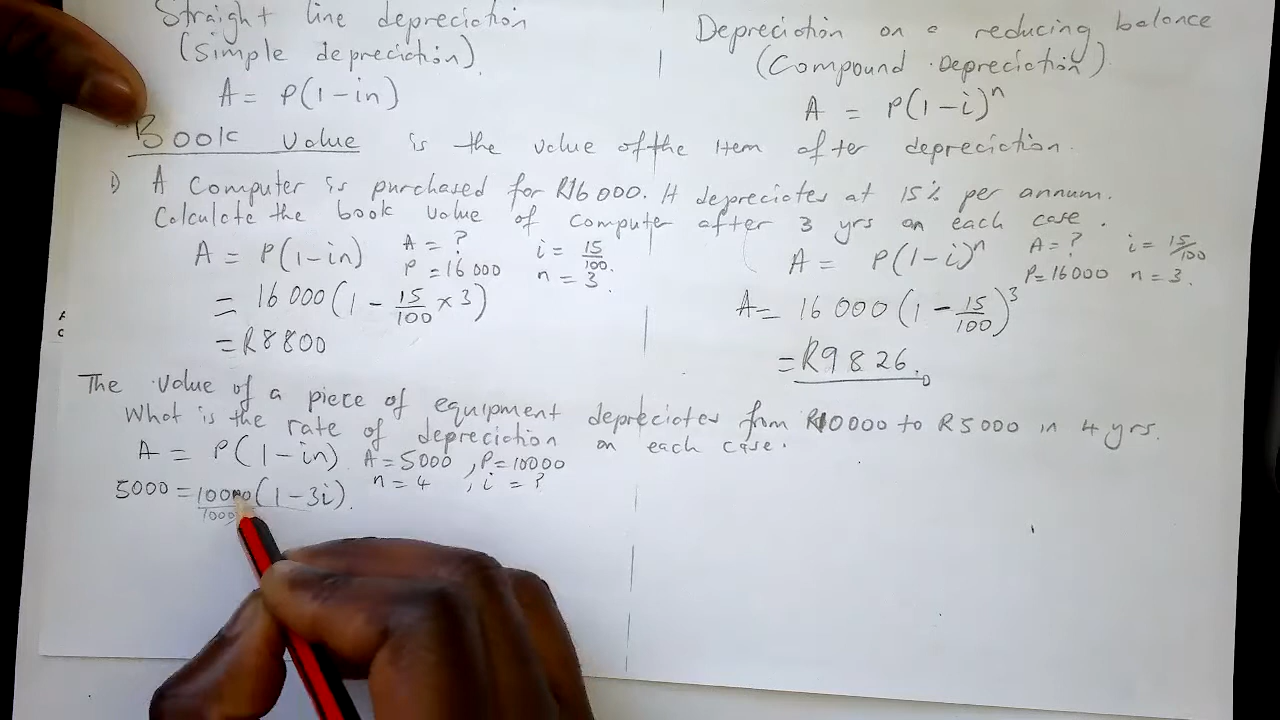 Straight line depreciation
(Simple depreciation).
A = P(1-in)
Depreciation on a reducing balance
(Compound Depreciation)
A = P(1-i)^n
Book value is the value of the item after depreciation.
1) A Computer is purchased for R16 000. It depreciates at 15% per annum.
Calculate the book value of computer after 3 yrs on each case.
A = P(1-in)
A = ?
P = 16 000
i = 15/100.
n = 3.
= 16 000(1 - 15/100 x 3)
= R8800
A = P(1-i)^n
A = ?
P = 16000
i = 15/100
n = 3.
A = 16 000(1 - 15/100)^3
= R9826.
The value of a piece of equipment depreciates from R10000 to R5000 in 4 yrs.
What is the rate of depreciation on each case.
A = P(1-in)
A = 5000, P = 10000
n = 4, i = ?
5000 = 10000(1-3i).
1000